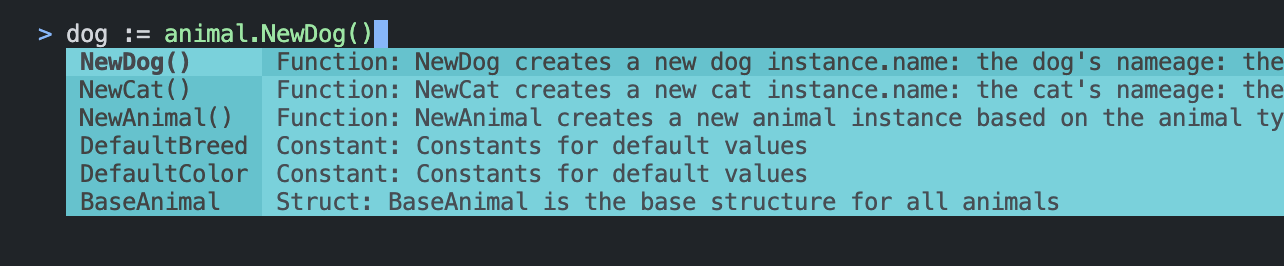 > dog := animal.NewDog()
NewDog() Function: NewDog creates a new dog instance.name: the dog's nameage: the
NewCat() Function: NewCat creates a new cat instance.name: the cat's nameage: the
NewAnimal() Function: NewAnimal creates a new animal instance based on the animal ty
DefaultBreed Constant: Constants for default values
DefaultColor Constant: Constants for default values
BaseAnimal Struct: BaseAnimal is the base structure for all animals